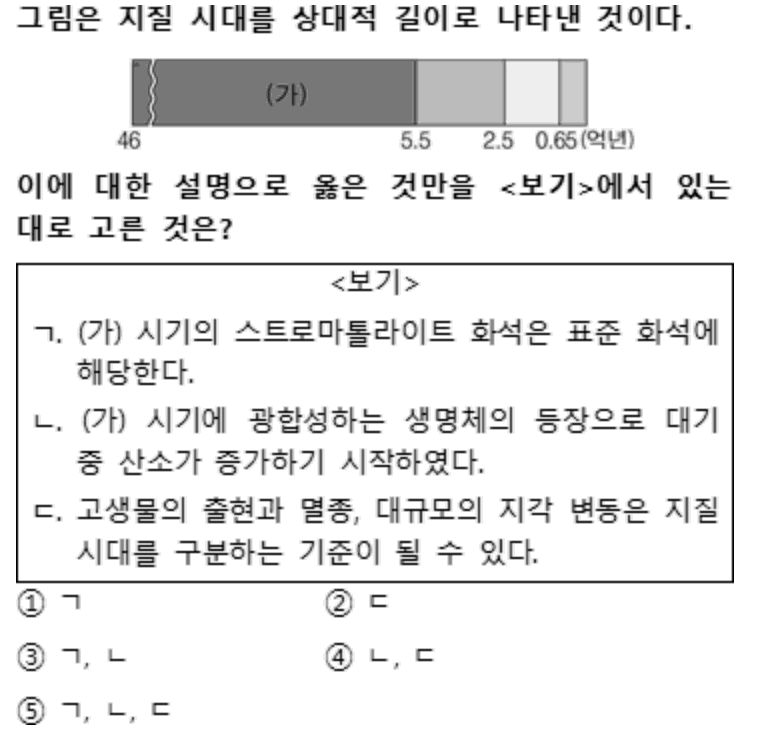 그림은 지질 시대를 상대적 길이로 나타낸 것이다.
(가)
46 5.5 2.5 0.65(억년)
이에 대한 설명으로 옳은 것만을 <보기>에서 있는
대로 고른 것은?
<보기>
ㄱ. (가) 시기의 스트로마톨라이트 화석은 표준 화석에
해당한다.
ㄴ. (가) 시기에 광합성하는 생명체의 등장으로 대기
중 산소가 증가하기 시작하였다.
ㄷ. 고생물의 출현과 멸종, 대규모의 지각 변동은 지질
시대를 구분하는 기준이 될 수 있다.
① ㄱ ② ㄷ
③ ㄱ, ㄴ ④ ㄴ, ㄷ
⑤ ㄱ, ㄴ, ㄷ